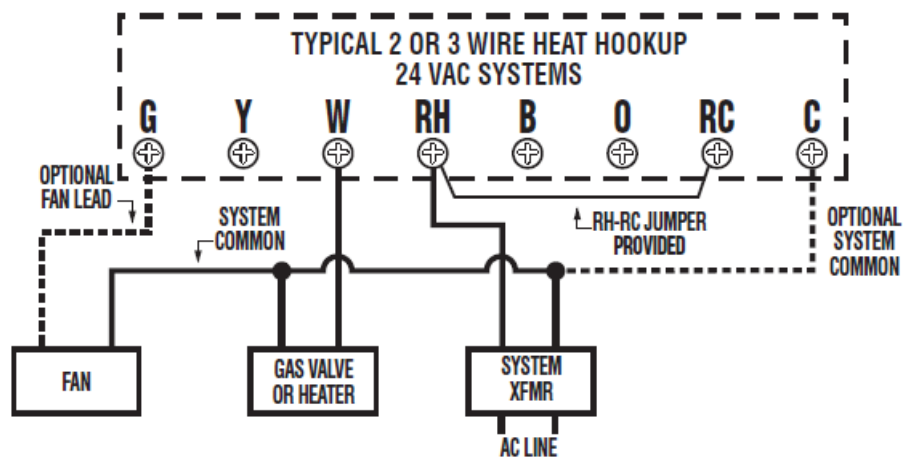 TYPICAL 2 OR 3 WIRE HEAT HOOKUP
24 VAC SYSTEMS
G Y W RH B O RC C
OPTIONAL
FAN LEAD
SYSTEM
COMMON
RH-RC JUMPER
PROVIDED
OPTIONAL
SYSTEM
COMMON
FAN
GAS VALVE
OR HEATER
SYSTEM
XFMR
AC LINE